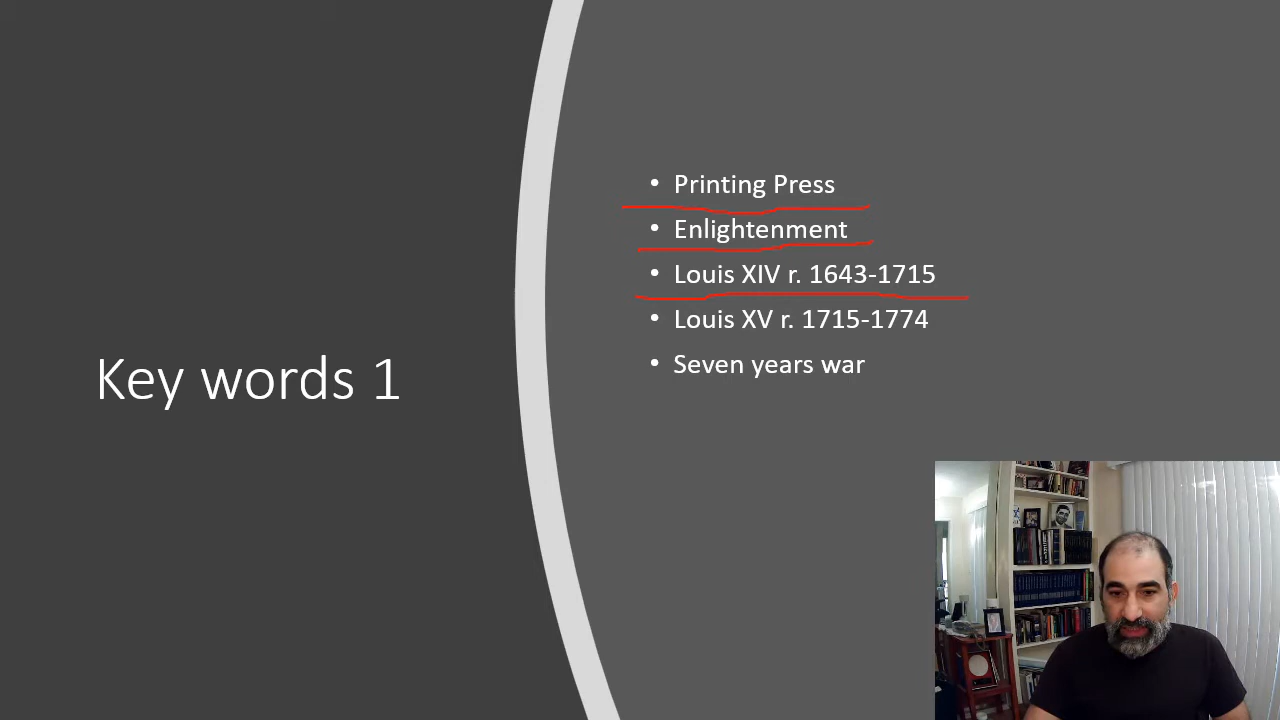 Key words 1
• Printing Press
• Enlightenment
• Louis XIV r. 1643-1715
• Louis XV r. 1715-1774
• Seven years war